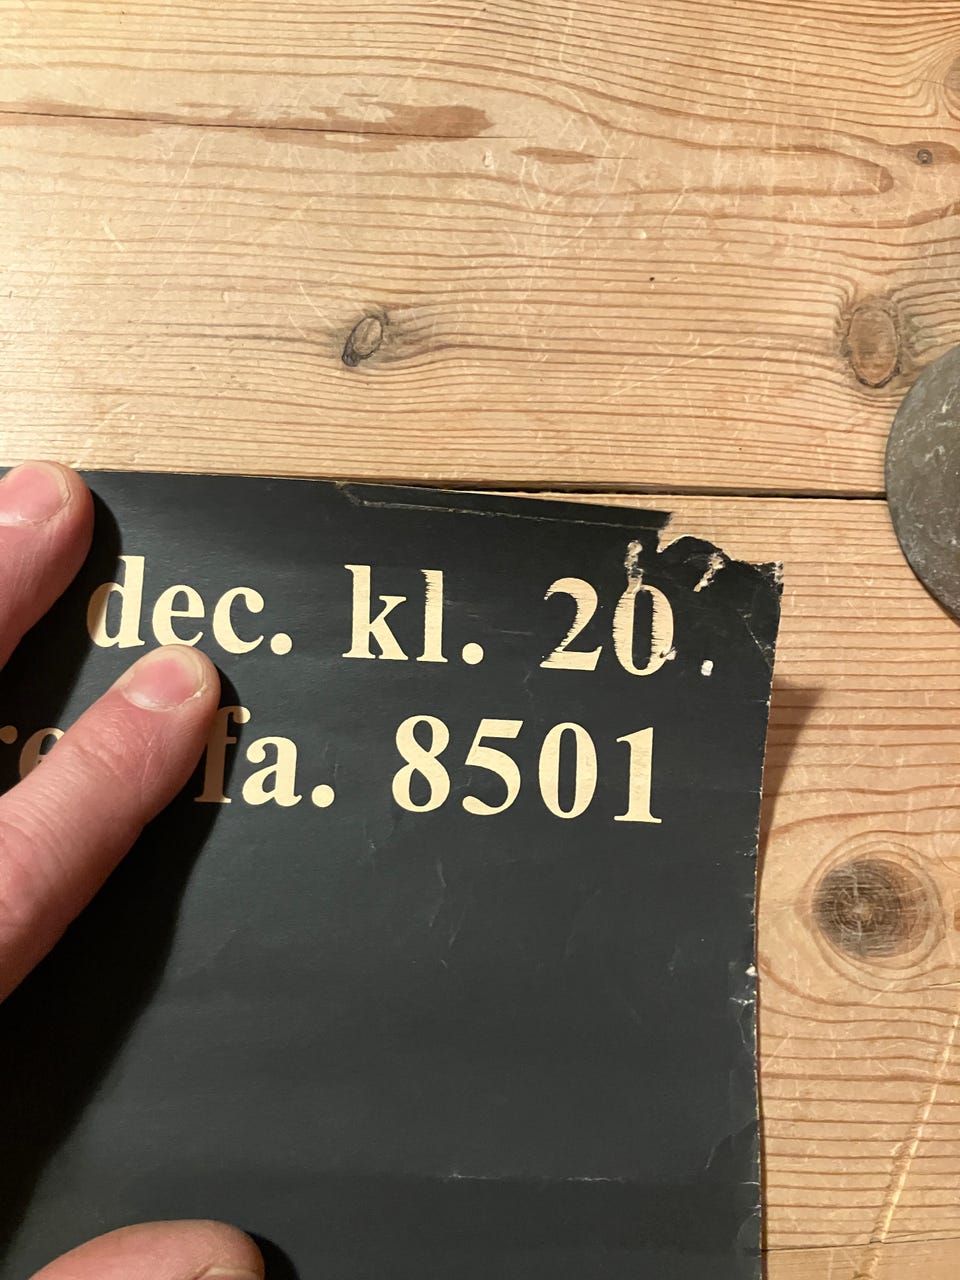 dec. kl. 20.
fa. 8501